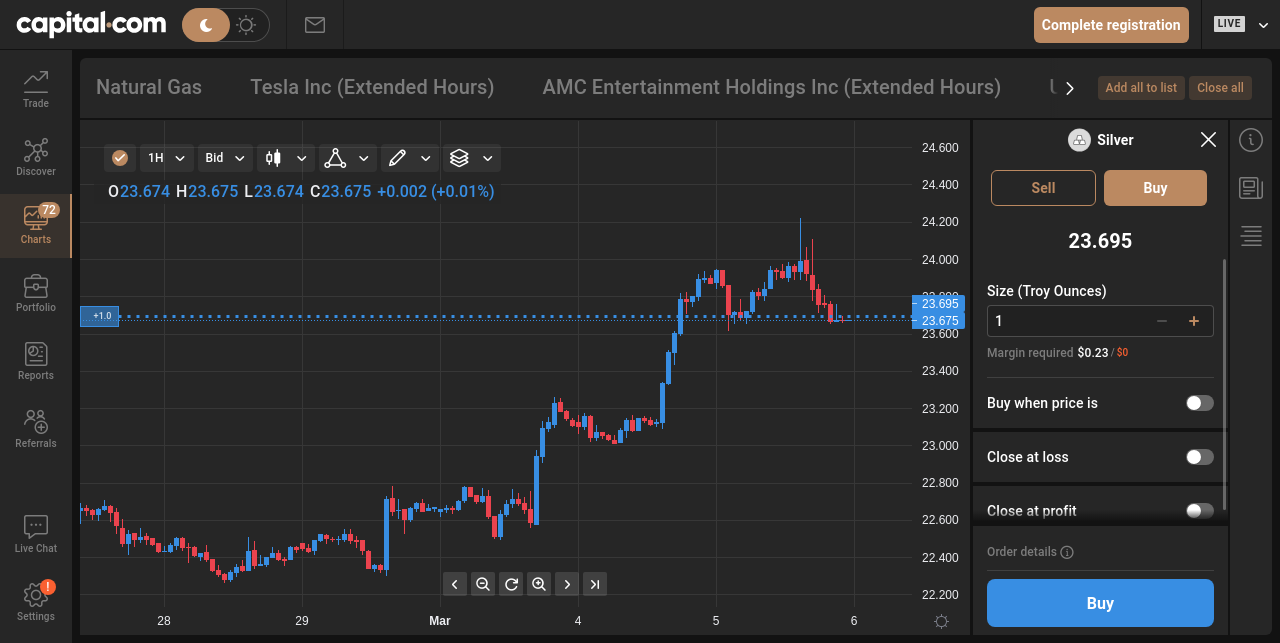 capital.com
Complete registration
LIVE
Trade
Discover
72
Charts
Portfolio
Reports
Referrals
Live Chat
!
Settings
Natural Gas
Tesla Inc (Extended Hours)
AMC Entertainment Holdings Inc (Extended Hours)
Add all to list
Close all
1H
Bid
O23.674 H23.675 L23.674 C23.675 +0.002 (+0.01%)
+1.0
24.600
24.400
24.200
24.000
23.695
23.675
23.600
23.400
23.200
23.000
22.800
22.600
22.400
22.200
28
29
Mar
4
5
6
Silver
Sell
Buy
23.695
Size (Troy Ounces)
1
Margin required $0.23 / $0
Buy when price is
Close at loss
Close at profit
Order details
Buy